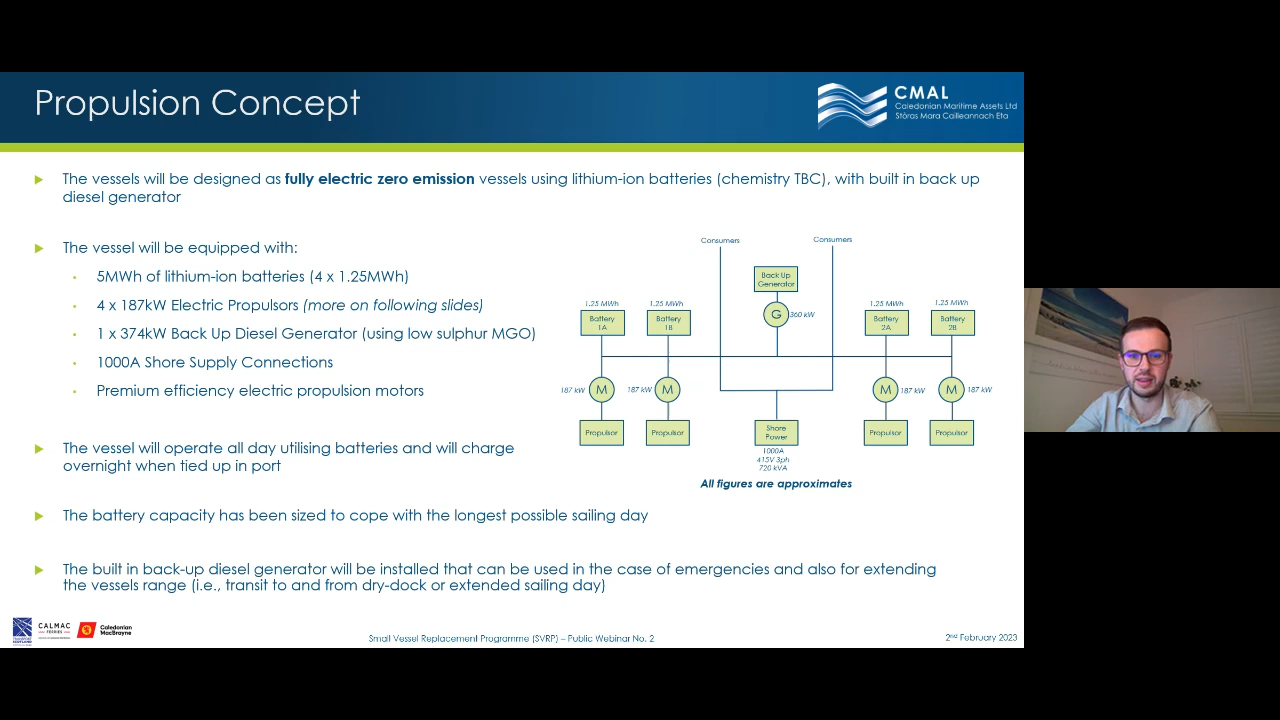 Propulsion Concept
CMAL
Caledonian Maritime Assets Ltd
Stòras Mara Cailleannach Eta
The vessels will be designed as fully electric zero emission vessels using lithium-ion batteries (chemistry TBC), with built in back up
diesel generator
The vessel will be equipped with:
5MWh of lithium-ion batteries (4 x 1.25MWh)
4 x 187kW Electric Propulsors (more on following slides)
1 x 374kW Back Up Diesel Generator (using low sulphur MGO)
1000A Shore Supply Connections
Premium efficiency electric propulsion motors
The vessel will operate all day utilising batteries and will charge
overnight when tied up in port
Consumers
Consumers
Back Up
Generator
G
360 kW
1.25 MWh
1.25 MWh
1.25 MWh
1.25 MWh
Battery
1A
Battery
1B
Battery
2A
Battery
2B
187 kW
M
187 kW
M
M
187 kW
M
187 kW
Propulsor
Propulsor
Shore
Power
Propulsor
Propulsor
1000A
415V 3ph
720 kVA
All figures are approximates
The battery capacity has been sized to cope with the longest possible sailing day
The built in back-up diesel generator will be installed that can be used in the case of emergencies and also for extending
the vessels range (i.e., transit to and from dry-dock or extended sailing day)
TRANSPORT
SCOTLAND
CALMAC
FERRIES
Caledonian
MacBrayne
Small Vessel Replacement Programme (SVRP) – Public Webinar No. 2
2nd February 2023